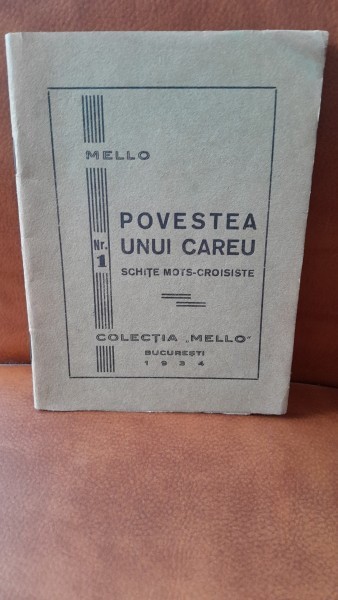 MELLO
Nr.
1
POVESTEA
UNUI CAREU
SCHIȚE MOTS-CROISISTE
COLECȚIA „MELLO"
BUCUREȘTI
1934